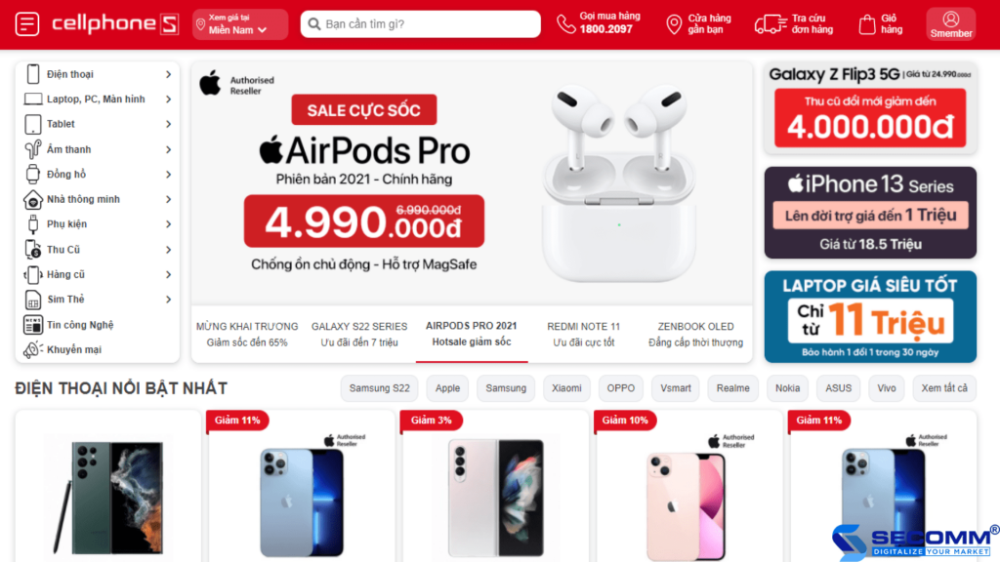 cellphoneS
Xem giá tại
Miền Nam
Bạn cần tìm gì?
Gọi mua hàng
1800.2097
Cửa hàng
gần bạn
Tra cứu
đơn hàng
Giỏ
hàng
Smember
Điện thoại
Laptop, PC, Màn hình
Tablet
Âm thanh
Đồng hồ
Nhà thông minh
Phụ kiện
Thu Cũ
Hàng cũ
Sim Thẻ
Tin công Nghệ
Khuyến mại
Authorised
Reseller
SALE CỰC SỐC
AirPods Pro
Phiên bản 2021 - Chính hãng
6.990.000đ
4.990.000đ
Chống ồn chủ động - Hỗ trợ MagSafe
MỪNG KHAI TRƯƠNG
Giảm sốc đến 65%
GALAXY S22 SERIES
Ưu đãi đến 7 triệu
AIRPODS PRO 2021
Hotsale giảm sốc
REDMI NOTE 11
Ưu đãi cực tốt
ZENBOOK OLED
Đẳng cấp thời thượng
Galaxy Z Flip3 5G | Giá từ 24.990.000đ
Thu cũ đổi mới giảm đến
4.000.000đ
iPhone 13 Series
Lên đời trợ giá đến 1 Triệu
Giá từ 18.5 Triệu
LAPTOP GIÁ SIÊU TỐT
Chỉ từ 11 Triệu
Bảo hành 1 đổi 1 trong 30 ngày
ĐIỆN THOẠI NỔI BẬT NHẤT
Samsung S22
Apple
Samsung
Xiaomi
OPPO
Vsmart
Realme
Nokia
ASUS
Vivo
Xem tất cả
Giảm 11%
Authorised
Reseller
Giảm 3%
Giảm 10%
Authorised
Reseller
Giảm 11%
Authorised
Reseller
SECOMM®
DIGITALIZE YOUR MARKET